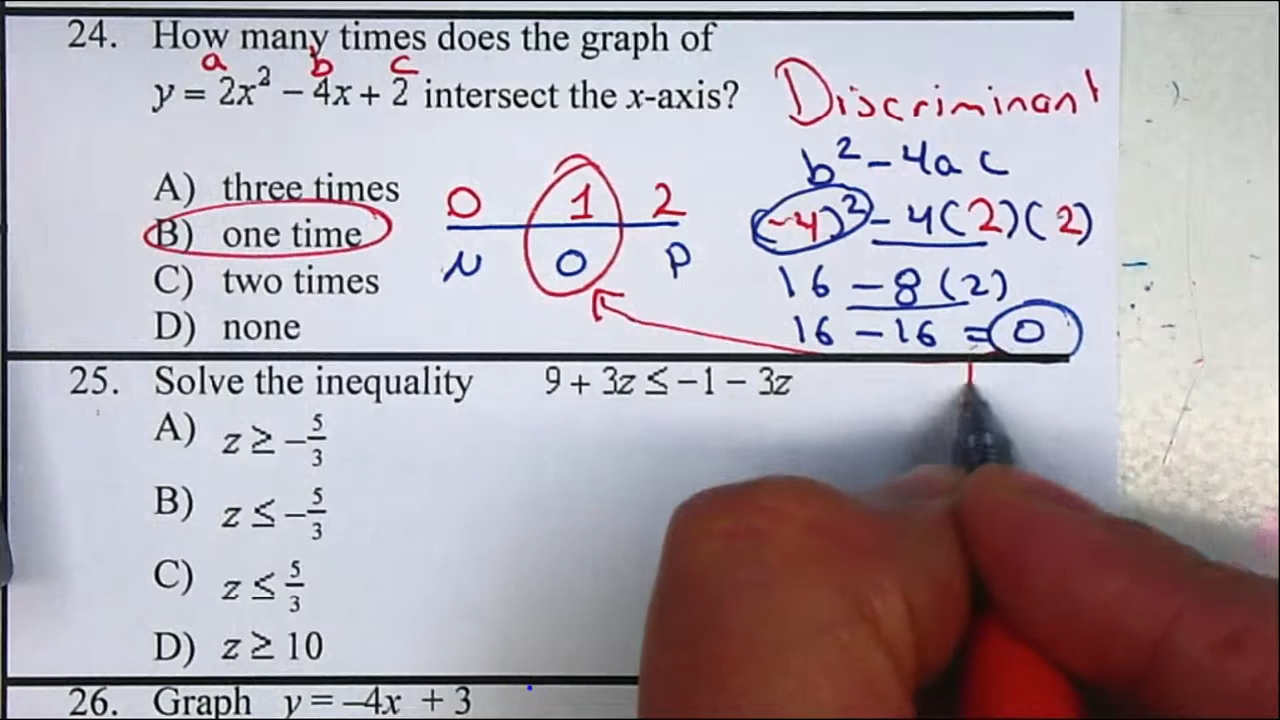 24. How many times does the graph of
a b c
y = 2x² − 4x + 2 intersect the x-axis?
A) three times
B) one time
C) two times
D) none
0 1 2
N O P
Discriminant
b² − 4ac
(-4)² − 4(2)(2)
16 − 8(2)
16 − 16 = 0
25. Solve the inequality 9 + 3z ≤ −1 − 3z
A) z ≥ −5/3
B) z ≤ −5/3
C) z ≤ 5/3
D) z ≥ 10
26. Graph y = −4x + 3